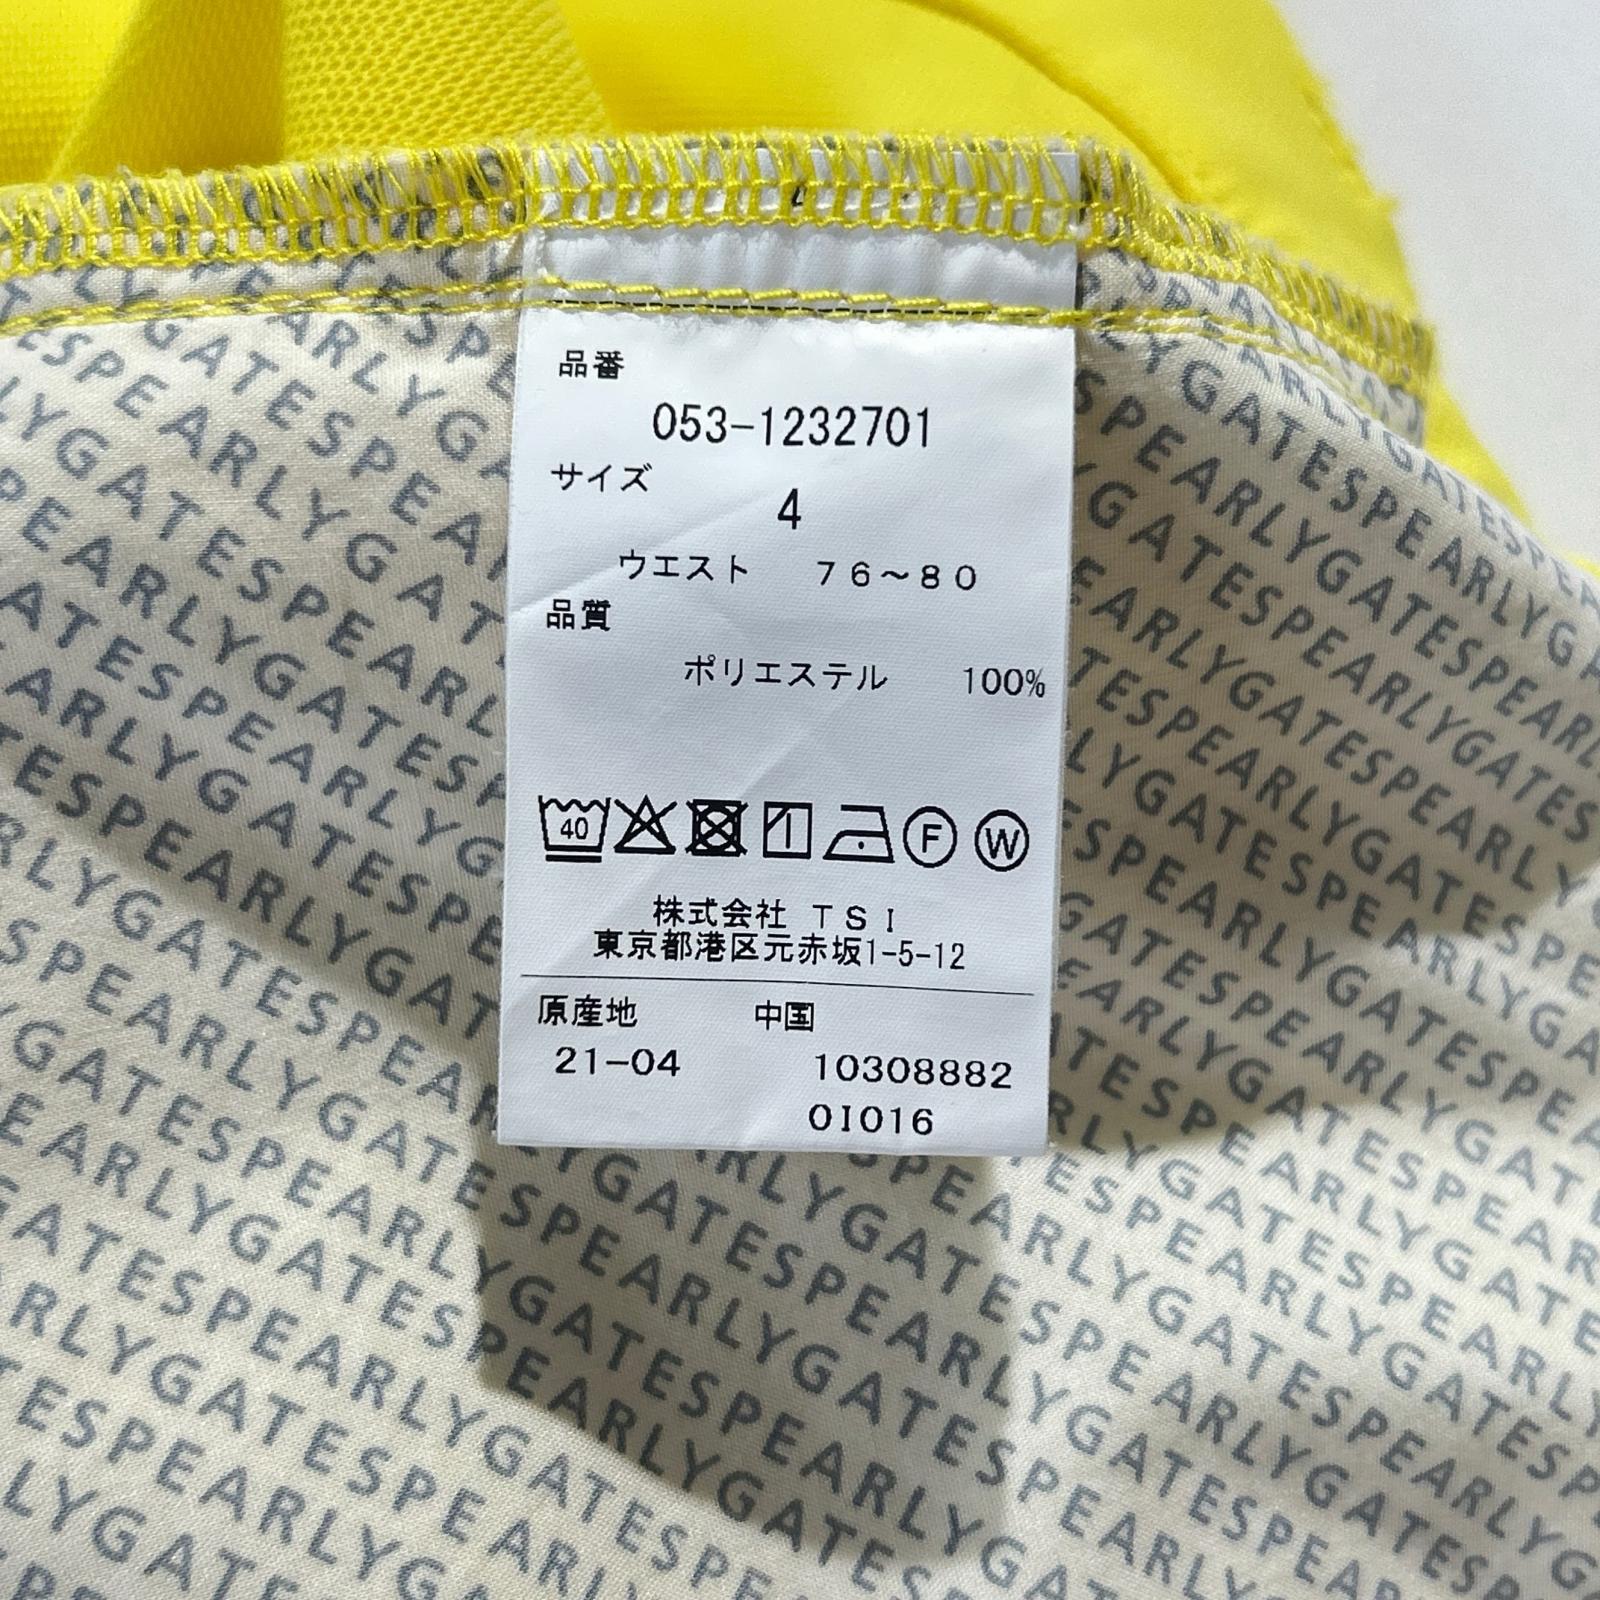 品番
053-1232701
サイズ
4
ウエスト 76~80
品質
ポリエステル 100%
40 F W
株式会社 TSI
東京都港区元赤坂1-5-12
原産地 中国
21-04 10308882
01016
PEARLYGATESPEARLYGATES